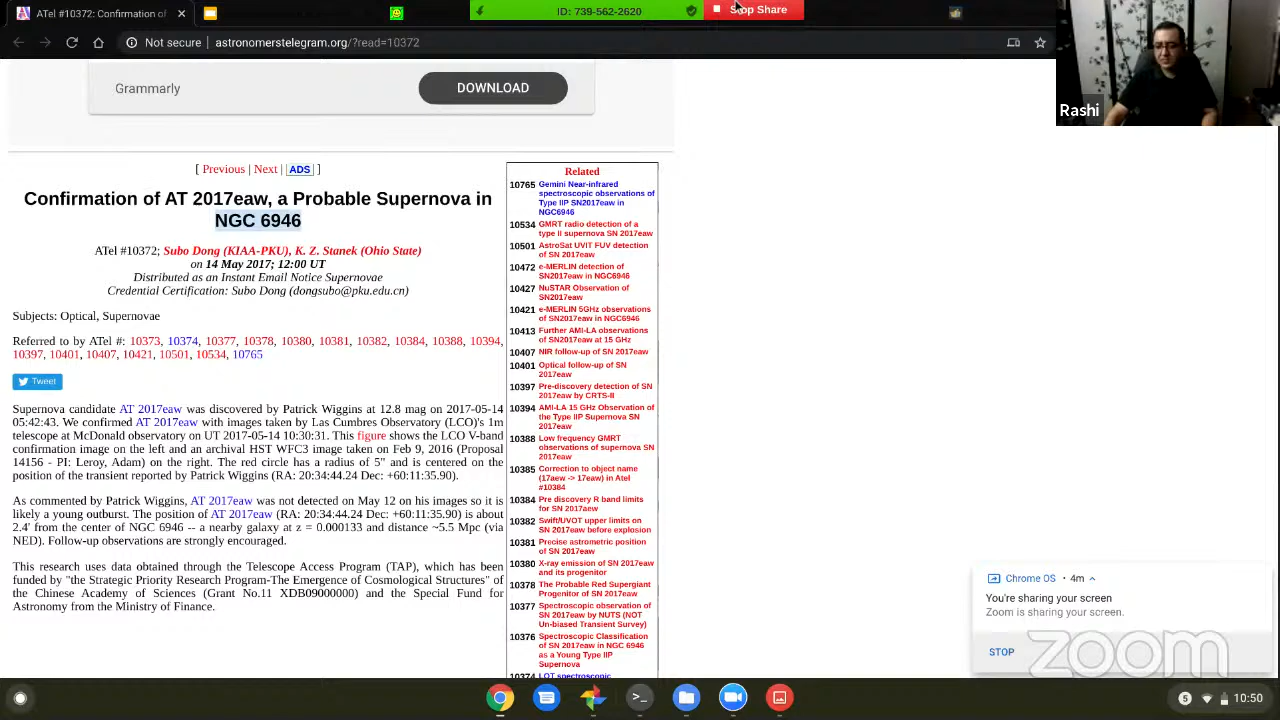 ATel #10372: Confirmation of
ID: 739-562-2620
Stop Share
Not secure | astronomerstelegram.org/?read=10372
Rashi
Grammarly
DOWNLOAD
[ Previous | Next | ADS ]
Confirmation of AT 2017eaw, a Probable Supernova in
NGC 6946
ATel #10372; Subo Dong (KIAA-PKU), K. Z. Stanek (Ohio State)
on 14 May 2017; 12:00 UT
Distributed as an Instant Email Notice Supernovae
Credential Certification: Subo Dong (dongsubo@pku.edu.cn)
Subjects: Optical, Supernovae
Referred to by ATel #: 10373, 10374, 10377, 10378, 10380, 10381, 10382, 10384, 10388, 10394,
10397, 10401, 10407, 10421, 10501, 10534, 10765
Tweet
Supernova candidate AT 2017eaw was discovered by Patrick Wiggins at 12.8 mag on 2017-05-14
05:42:43. We confirmed AT 2017eaw with images taken by Las Cumbres Observatory (LCO)'s 1m
telescope at McDonald observatory on UT 2017-05-14 10:30:31. This figure shows the LCO V-band
confirmation image on the left and an archival HST WFC3 image taken on Feb 9, 2016 (Proposal
14156 - PI: Leroy, Adam) on the right. The red circle has a radius of 5" and is centered on the
position of the transient reported by Patrick Wiggins (RA: 20:34:44.24 Dec: +60:11:35.90).
As commented by Patrick Wiggins, AT 2017eaw was not detected on May 12 on his images so it is
likely a young outburst. The position of AT 2017eaw (RA: 20:34:44.24 Dec: +60:11:35.90) is about
2.4' from the center of NGC 6946 -- a nearby galaxy at z = 0.000133 and distance ~5.5 Mpc (via
NED). Follow-up observations are strongly encouraged.
This research uses data obtained through the Telescope Access Program (TAP), which has been
funded by "the Strategic Priority Research Program-The Emergence of Cosmological Structures" of
the Chinese Academy of Sciences (Grant No.11 XDB09000000) and the Special Fund for
Astronomy from the Ministry of Finance.
Related
10765 Gemini Near-infrared
spectroscopic observations of
Type IIP SN2017eaw in
NGC6946
10534 GMRT radio detection of a
type II supernova SN 2017eaw
10501 AstroSat UVIT FUV detection
of SN 2017eaw
10472 e-MERLIN detection of
SN2017eaw in NGC6946
10427 NuSTAR Observation of
SN2017eaw
10421 e-MERLIN 5GHz observations
of SN2017eaw in NGC6946
10413 Further AMI-LA observations
of SN2017eaw at 15 GHz
10407 NIR follow-up of SN 2017eaw
10401 Optical follow-up of SN
2017eaw
10397 Pre-discovery detection of SN
2017eaw by CRTS-II
10394 AMI-LA 15 GHz Observation of
the Type IIP Supernova SN
2017eaw
10388 Low frequency GMRT
observations of supernova SN
2017eaw
10385 Correction to object name
(17aew -> 17eaw) in Atel
#10384
10384 Pre discovery R band limits
for SN 2017aew
10382 Swift/UVOT upper limits on
SN 2017eaw before explosion
10381 Precise astrometric position
of SN 2017eaw
10380 X-ray emission of SN 2017eaw
and its progenitor
10378 The Probable Red Supergiant
Progenitor of SN 2017eaw
10377 Spectroscopic observation of
SN 2017eaw by NUTS (NOT
Un-biased Transient Survey)
10376 Spectroscopic Classification
of SN 2017eaw in NGC 6946
as a Young Type IIP
Supernova
10374 LOT spectroscopic
Chrome OS • 4m
You're sharing your screen
Zoom is sharing your screen.
STOP
zoom
5 10:50